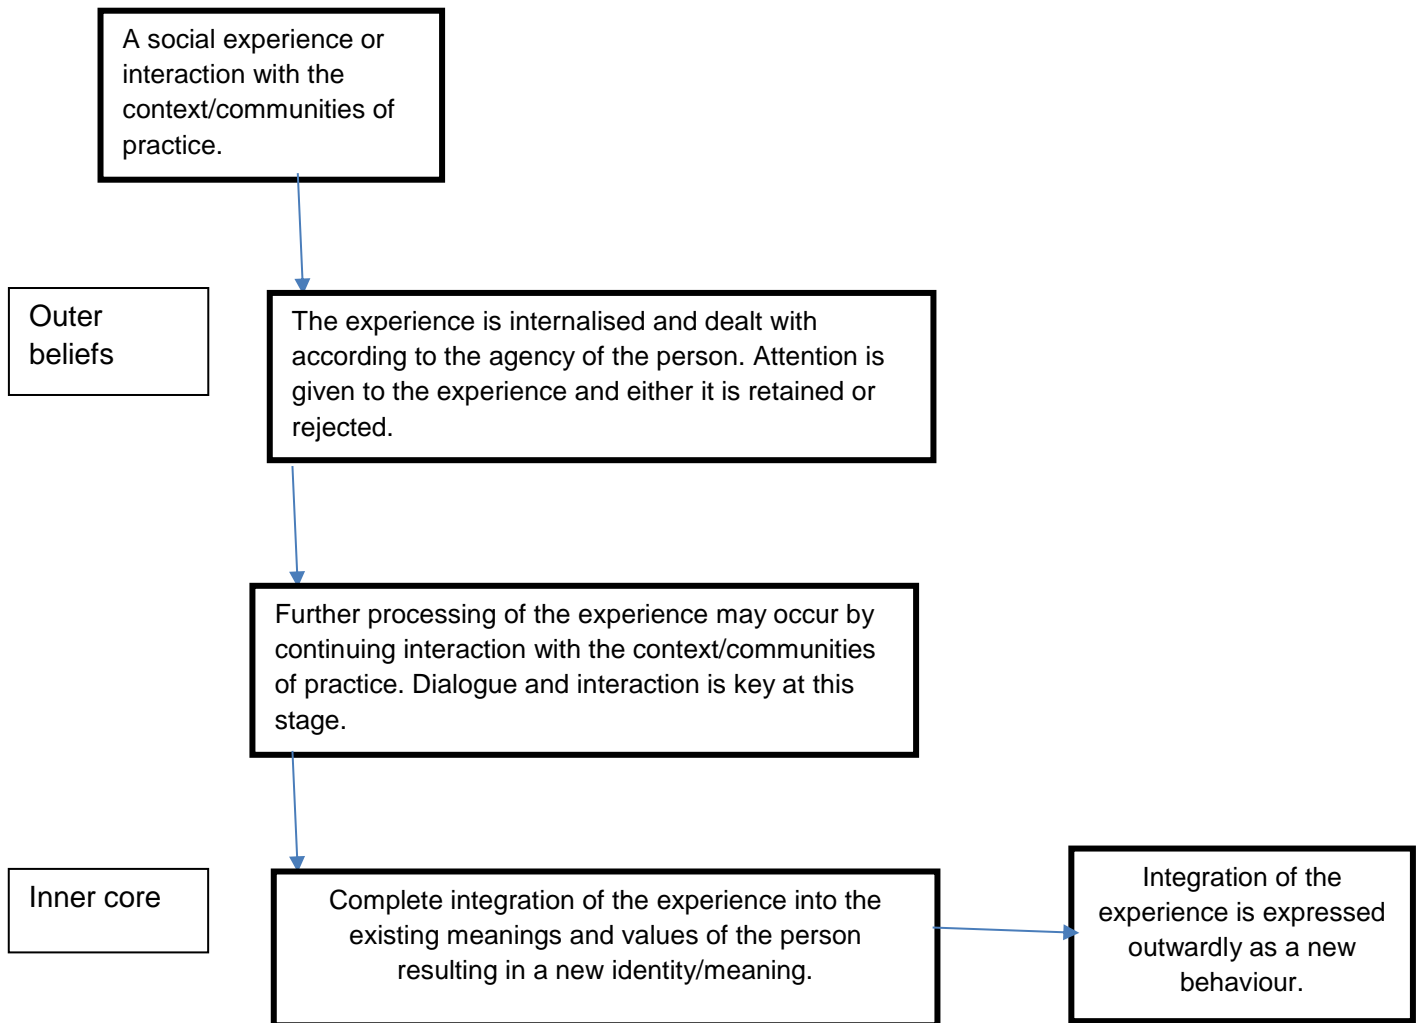 A social experience or
interaction with the
context/communities of
practice.
Outer
beliefs
The experience is internalised and dealt with
according to the agency of the person. Attention is
given to the experience and either it is retained or
rejected.
Further processing of the experience may occur by
continuing interaction with the context/communities
of practice. Dialogue and interaction is key at this
stage.
Inner core
Complete integration of the experience into the
existing meanings and values of the person
resulting in a new identity/meaning.
Integration of the
experience is expressed
outwardly as a new
behaviour.